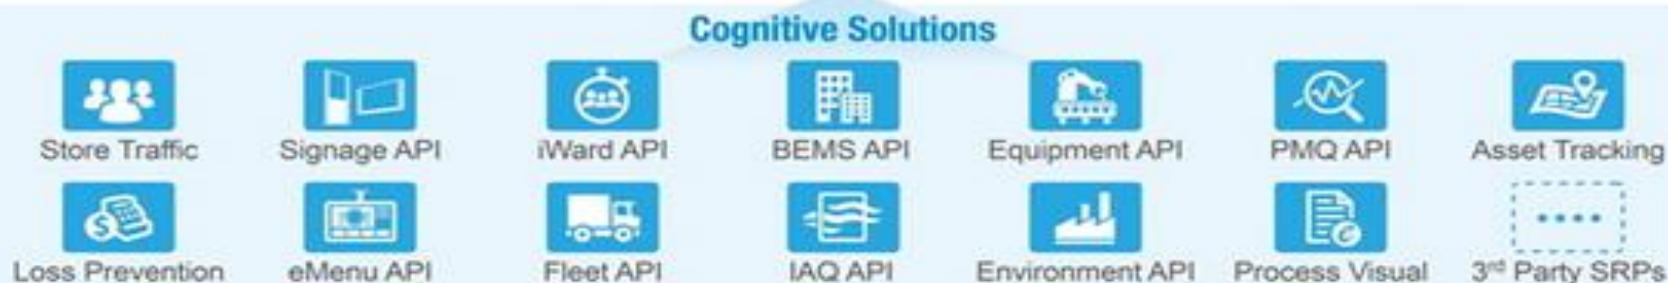 Cognitive Solutions
Store Traffic
Signage API
iWard API
BEMS API
Equipment API
PMQ API
Asset Tracking
Loss Prevention
eMenu API
Fleet API
IAQ API
Environment API
Process Visual
3rd Party SRPs